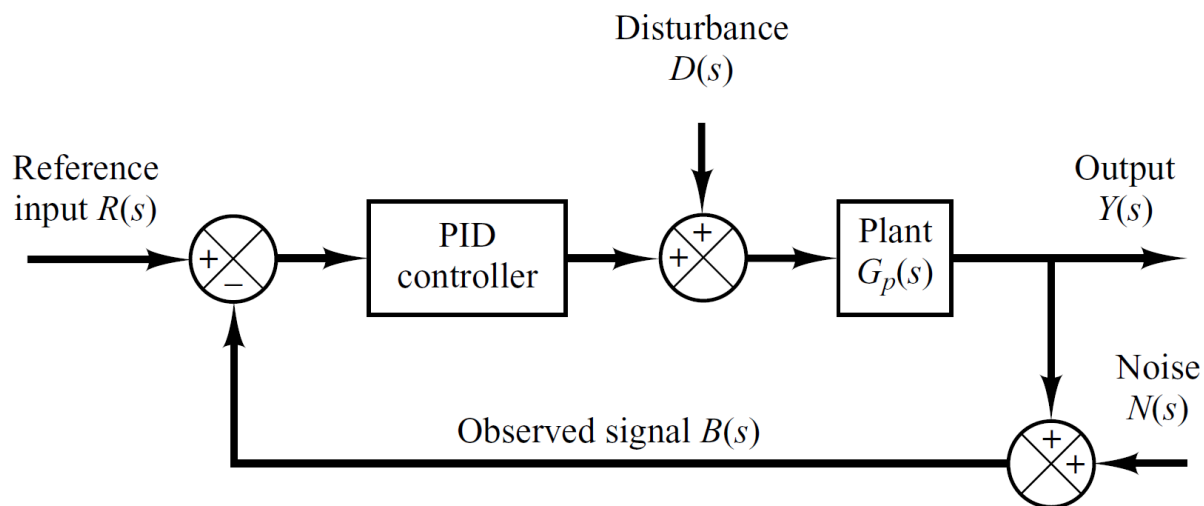 Disturbance
D(s)
Reference
input R(s)
+
–
PID
controller
+
+
Plant
Gp(s)
Output
Y(s)
Noise
N(s)
Observed signal B(s)
+
+